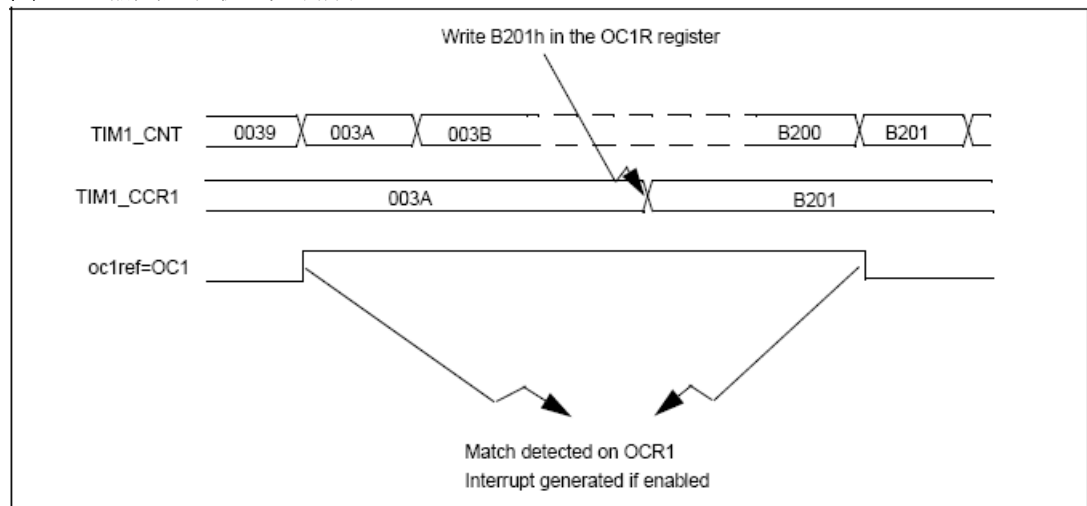 Write B201h in the OC1R register
TIM1_CNT 0039 003A 003B B200 B201
TIM1_CCR1 003A B201
oc1ref=OC1
Match detected on OCR1
Interrupt generated if enabled